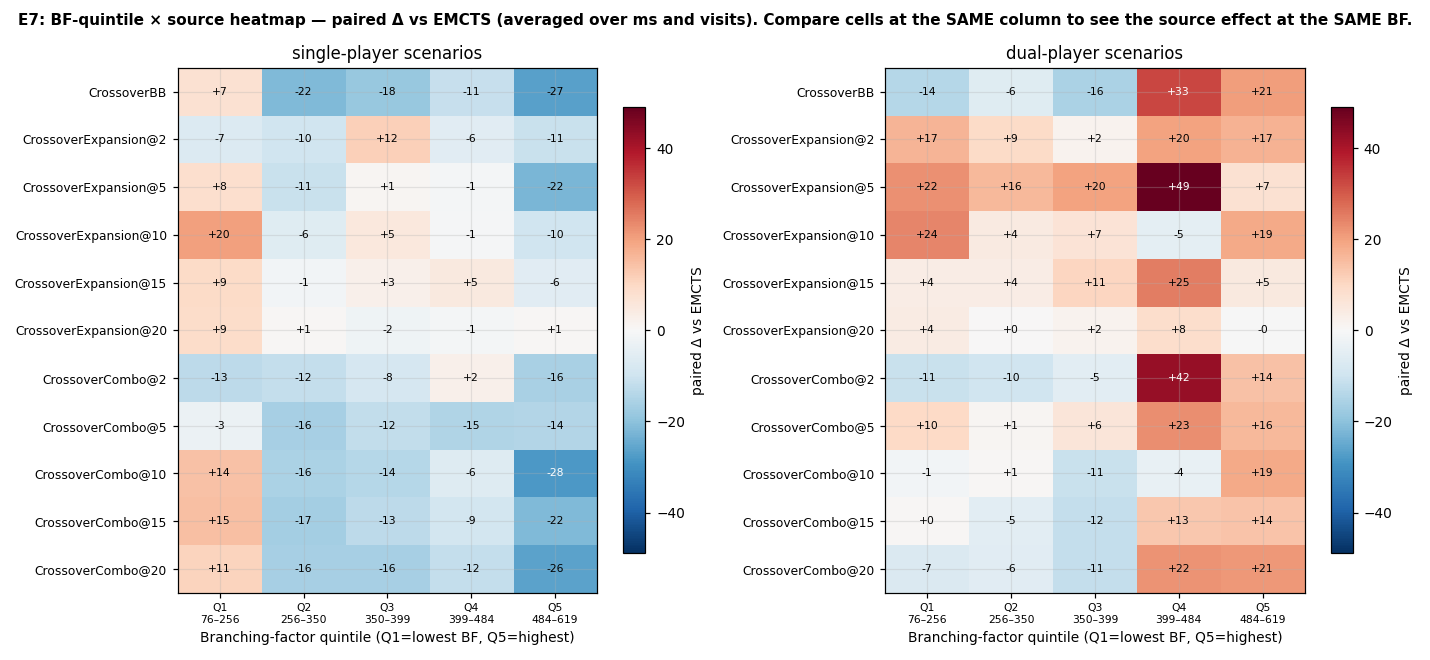 E7: BF-quintile × source heatmap — paired Δ vs EMCTS (averaged over ms and visits). Compare cells at the SAME column to see the source effect at the SAME BF.
single-player scenarios
CrossoverBB +7 -22 -18 -11 -27
CrossoverExpansion@2 -7 -10 +12 -6 -11
CrossoverExpansion@5 +8 -11 +1 -1 -22
CrossoverExpansion@10 +20 -6 +5 -1 -10
CrossoverExpansion@15 +9 -1 +3 +5 -6
CrossoverExpansion@20 +9 +1 -2 -1 +1
CrossoverCombo@2 -13 -12 -8 +2 -16
CrossoverCombo@5 -3 -16 -12 -15 -14
CrossoverCombo@10 +14 -16 -14 -6 -28
CrossoverCombo@15 +15 -17 -13 -9 -22
CrossoverCombo@20 +11 -16 -16 -12 -26
Q1 Q2 Q3 Q4 Q5
76–256 256–350 350–399 399–484 484–619
Branching-factor quintile (Q1=lowest BF, Q5=highest)
40
20
0
−20
−40
paired Δ vs EMCTS
dual-player scenarios
CrossoverBB -14 -6 -16 +33 +21
CrossoverExpansion@2 +17 +9 +2 +20 +17
CrossoverExpansion@5 +22 +16 +20 +49 +7
CrossoverExpansion@10 +24 +4 +7 -5 +19
CrossoverExpansion@15 +4 +4 +11 +25 +5
CrossoverExpansion@20 +4 +0 +2 +8 -0
CrossoverCombo@2 -11 -10 -5 +42 +14
CrossoverCombo@5 +10 +1 +6 +23 +16
CrossoverCombo@10 -1 +1 -11 -4 +19
CrossoverCombo@15 +0 -5 -12 +13 +14
CrossoverCombo@20 -7 -6 -11 +22 +21
Q1 Q2 Q3 Q4 Q5
76–256 256–350 350–399 399–484 484–619
Branching-factor quintile (Q1=lowest BF, Q5=highest)
40
20
0
−20
−40
paired Δ vs EMCTS